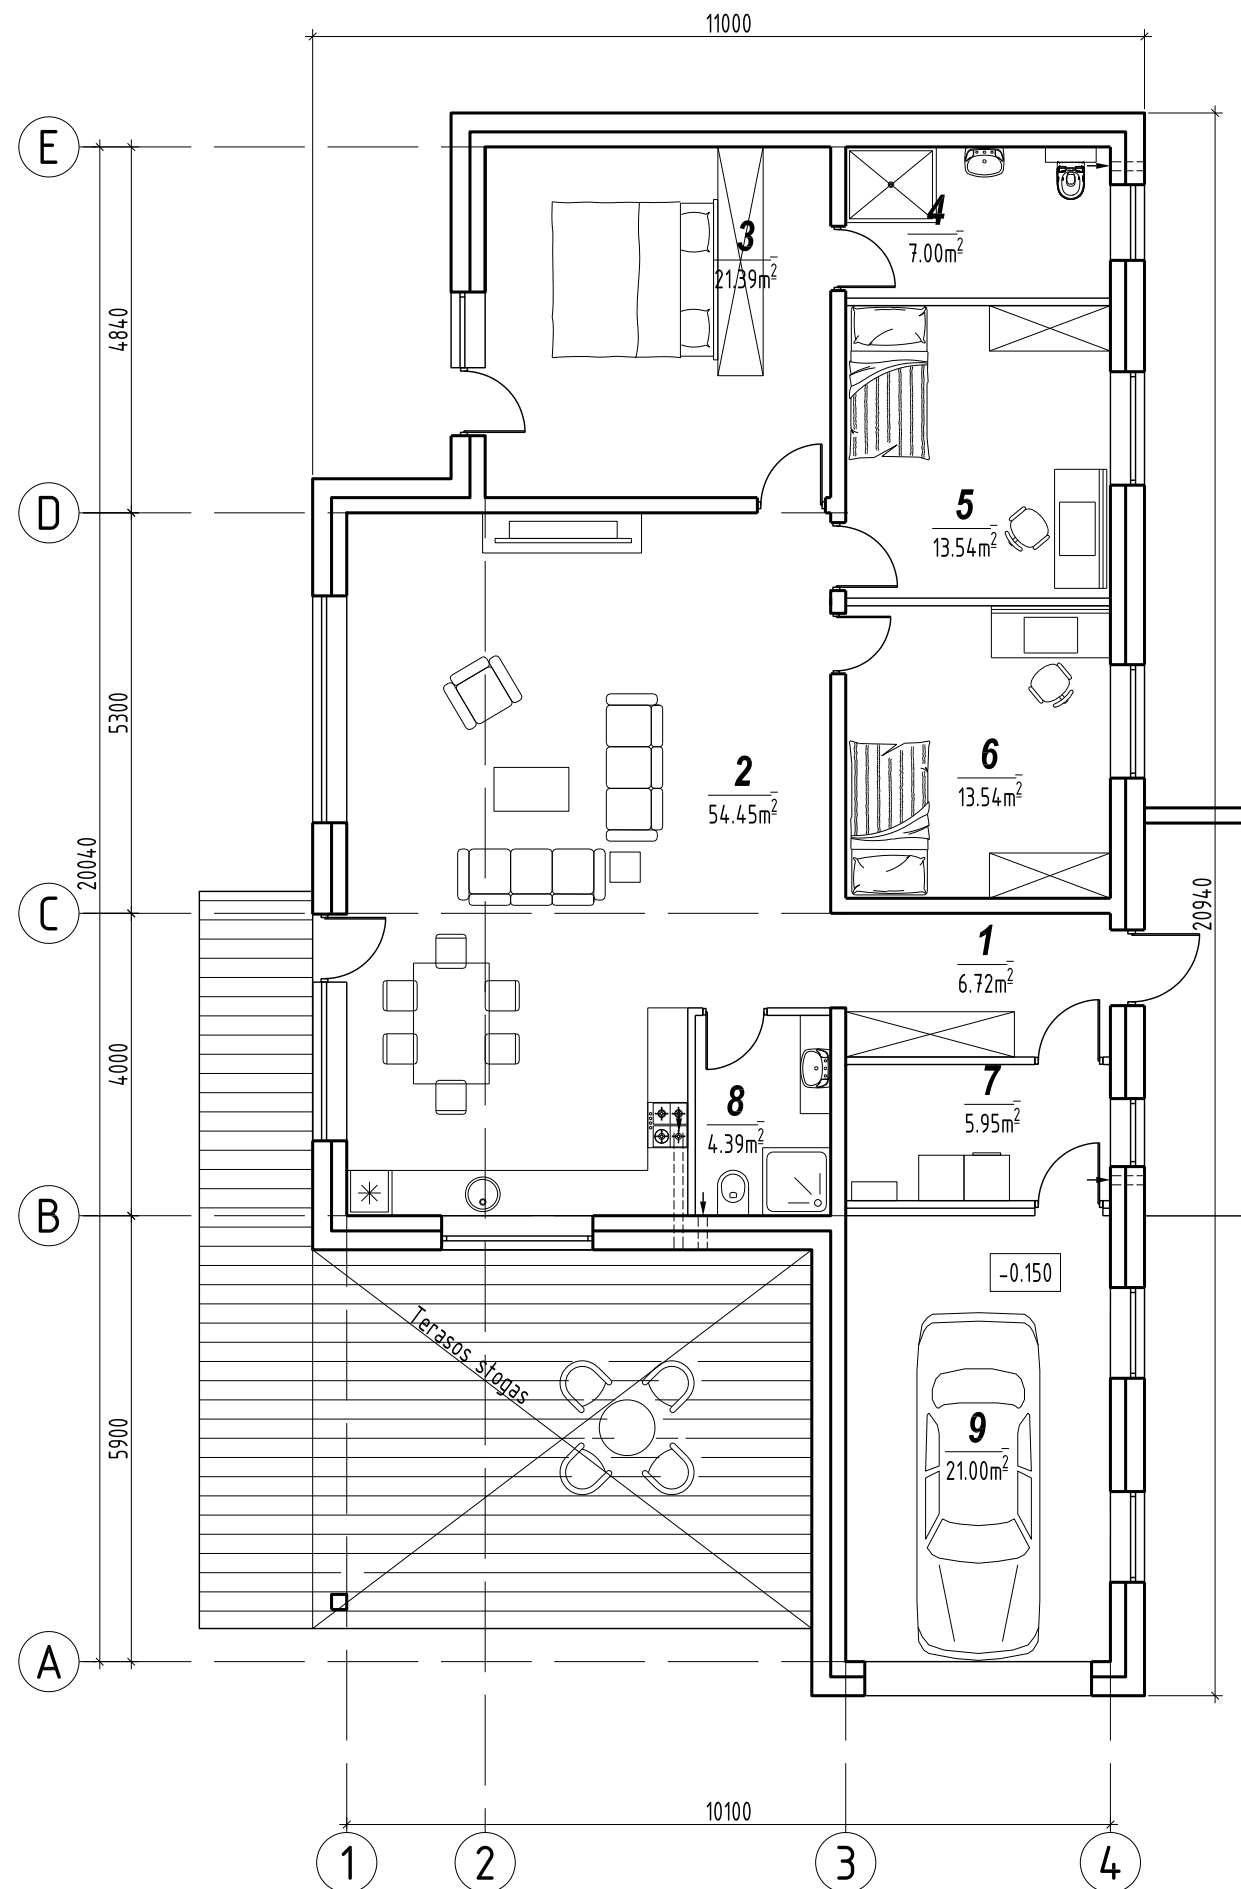 11000
E
3
21.39m²
4
7.00m²
4840
D
5
13.54m²
5300
6
13.54m²
2
54.45m²
20040
20940
C
1
6.72m²
4000
7
5.95m²
8
4.39m²
B
-0.150
Terasos stogas
5900
9
21.00m²
A
10100
1
2
3
4